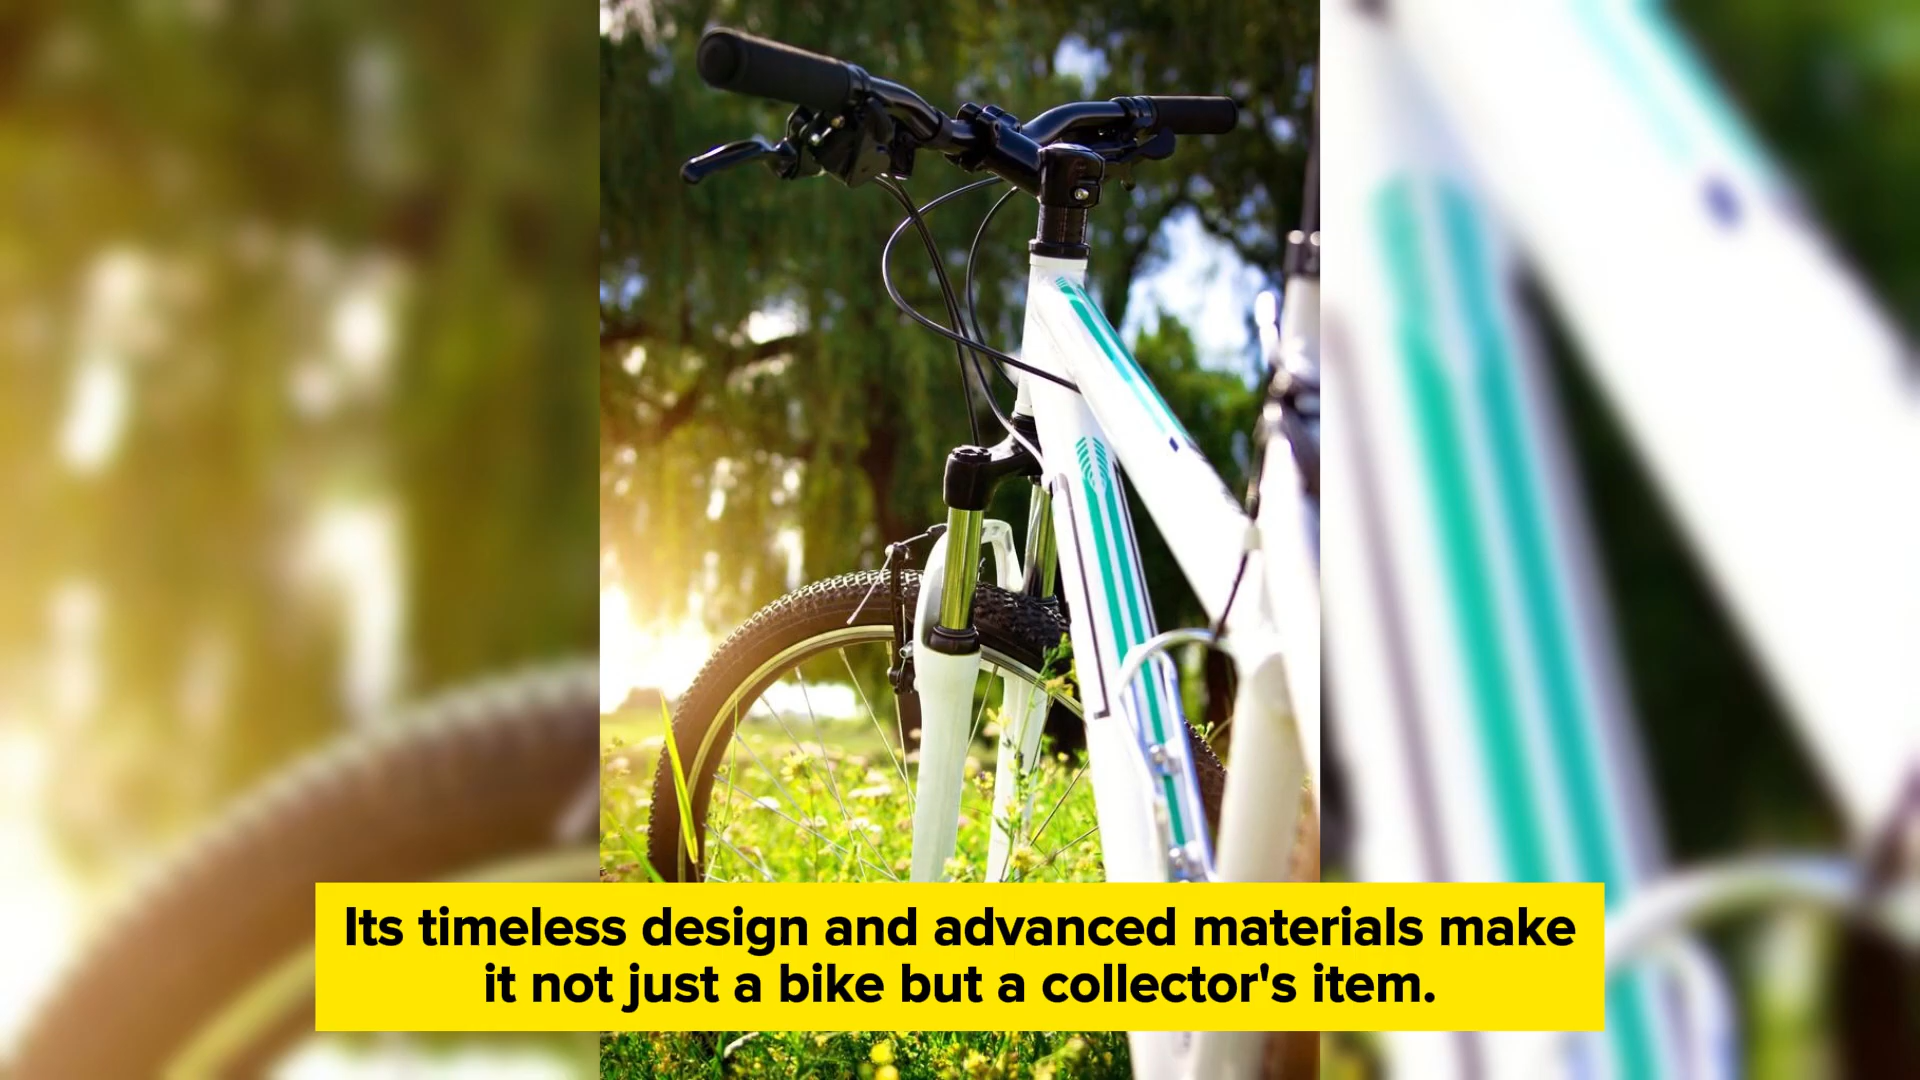 Its timeless design and advanced materials make
it not just a bike but a collector's item.